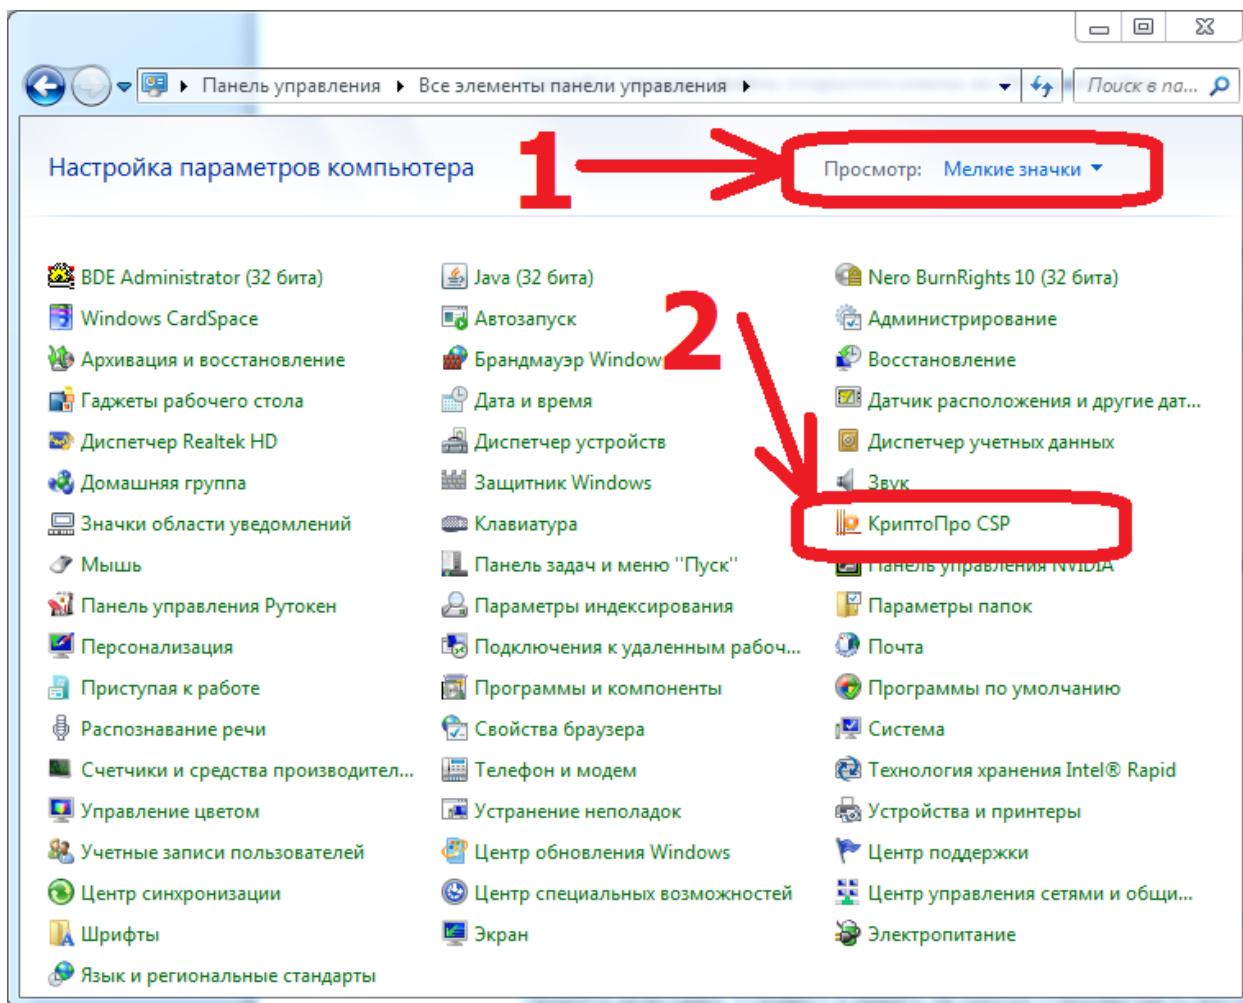 Панель управления ▸ Все элементы панели управления ▸
Поиск в па...
Настройка параметров компьютера
1
Просмотр: Мелкие значки
BDE Administrator (32 бита)
Java (32 бита)
Nero BurnRights 10 (32 бита)
Windows CardSpace
Автозапуск
Администрирование
Архивация и восстановление
Брандмауэр Window
2
Восстановление
Гаджеты рабочего стола
Дата и время
Датчик расположения и другие дат...
Диспетчер Realtek HD
Диспетчер устройств
Диспетчер учетных данных
Домашняя группа
Защитник Windows
Звук
Значки области уведомлений
Клавиатура
КриптоПро CSP
Мышь
Панель задач и меню "Пуск"
Панель управления NVIDIA
Панель управления Рутокен
Параметры индексирования
Параметры папок
Персонализация
Подключения к удаленным рабоч...
Почта
Приступая к работе
Программы и компоненты
Программы по умолчанию
Распознавание речи
Свойства браузера
Система
Счетчики и средства производител...
Телефон и модем
Технология хранения Intel® Rapid
Управление цветом
Устранение неполадок
Устройства и принтеры
Учетные записи пользователей
Центр обновления Windows
Центр поддержки
Центр синхронизации
Центр специальных возможностей
Центр управления сетями и общи...
Шрифты
Экран
Электропитание
Язык и региональные стандарты